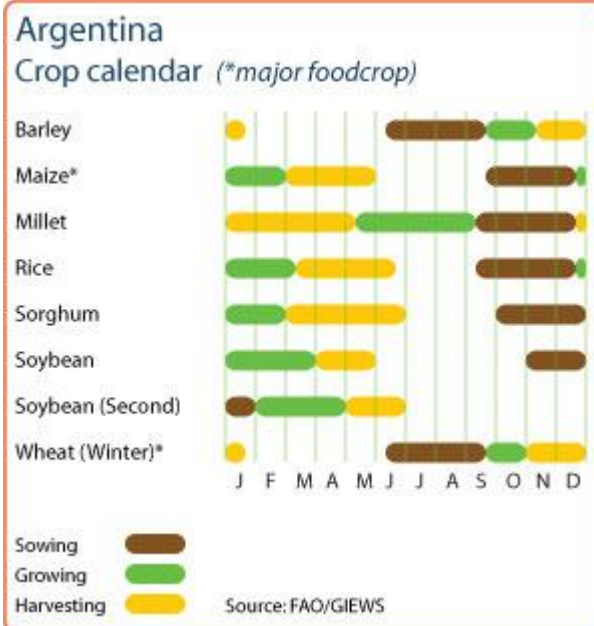 Argentina
Crop calendar (*major foodcrop)
Barley
Maize*
Millet
Rice
Sorghum
Soybean
Soybean (Second)
Wheat (Winter)*
J F M A M J J A S O N D
Sowing
Growing
Harvesting Source: FAO/GIEWS